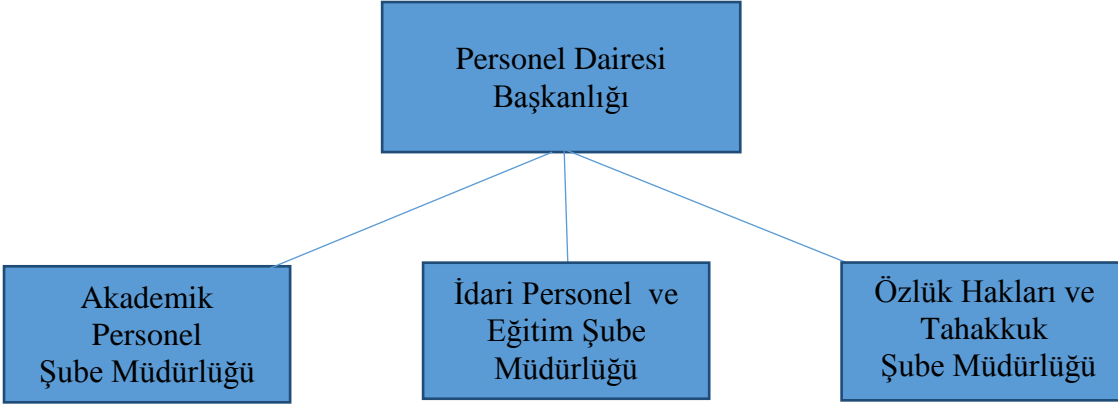 Personel Dairesi
Başkanlığı
Akademik
Personel
Şube Müdürlüğü
İdari Personel  ve
Eğitim Şube
Müdürlüğü
Özlük Hakları ve
Tahakkuk
Şube Müdürlüğü